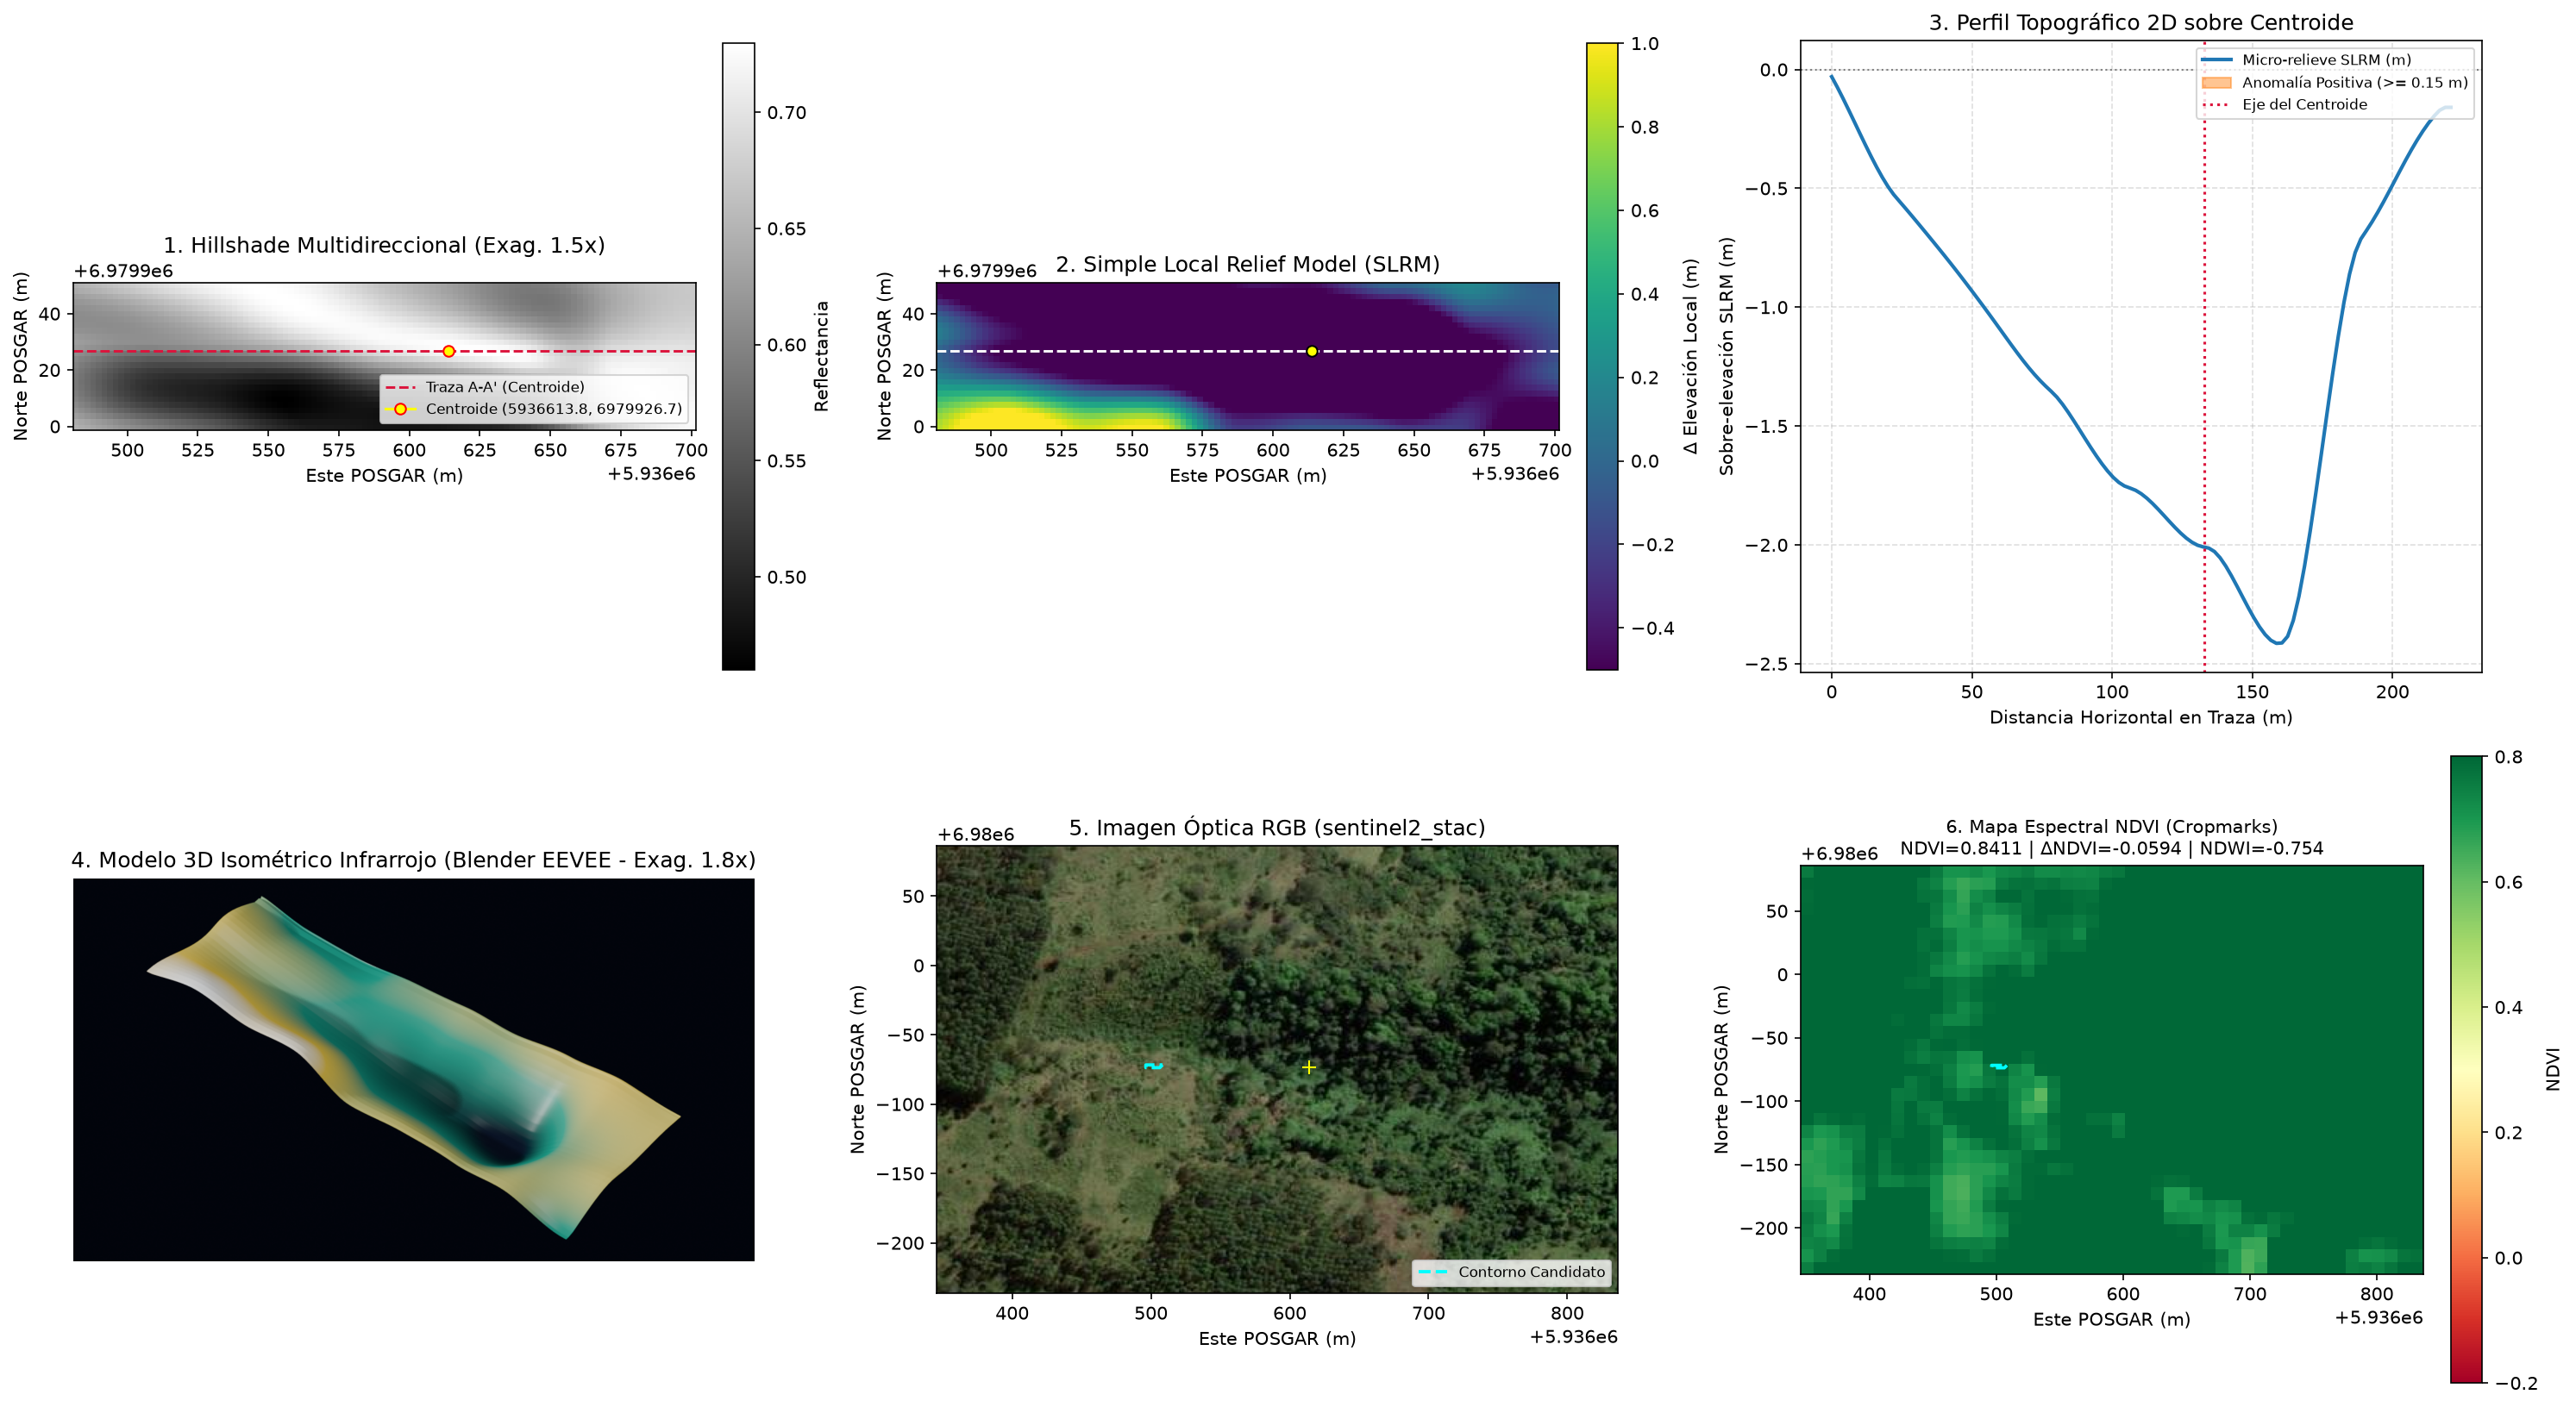 1. Hillshade Multidireccional (Exag. 1.5x)
+6.9799e6
Norte POSGAR (m)
40
20
0
500 525 550 575 600 625 650 675 700
Este POSGAR (m)
+5.936e6
Traza A-A' (Centroide)
Centroide (5936613.8, 6979926.7)
0.70
0.65
0.60
0.55
0.50
Reflectancia
2. Simple Local Relief Model (SLRM)
+6.9799e6
Norte POSGAR (m)
40
20
0
500 525 550 575 600 625 650 675 700
Este POSGAR (m)
+5.936e6
1.0
0.8
0.6
0.4
0.2
0.0
−0.2
−0.4
Δ Elevación Local (m)
3. Perfil Topográfico 2D sobre Centroide
Sobre-elevación SLRM (m)
0.0
−0.5
−1.0
−1.5
−2.0
−2.5
0 50 100 150 200
Distancia Horizontal en Traza (m)
Micro-relieve SLRM (m)
Anomalía Positiva (>= 0.15 m)
Eje del Centroide
4. Modelo 3D Isométrico Infrarrojo (Blender EEVEE - Exag. 1.8x)
5. Imagen Óptica RGB (sentinel2_stac)
+6.98e6
Norte POSGAR (m)
50
0
−50
−100
−150
−200
400 500 600 700 800
Este POSGAR (m)
+5.936e6
Contorno Candidato
6. Mapa Espectral NDVI (Cropmarks)
NDVI=0.8411 | ΔNDVI=-0.0594 | NDWI=-0.754
+6.98e6
Norte POSGAR (m)
50
0
−50
−100
−150
−200
400 500 600 700 800
Este POSGAR (m)
+5.936e6
0.8
0.6
0.4
0.2
0.0
−0.2
NDVI